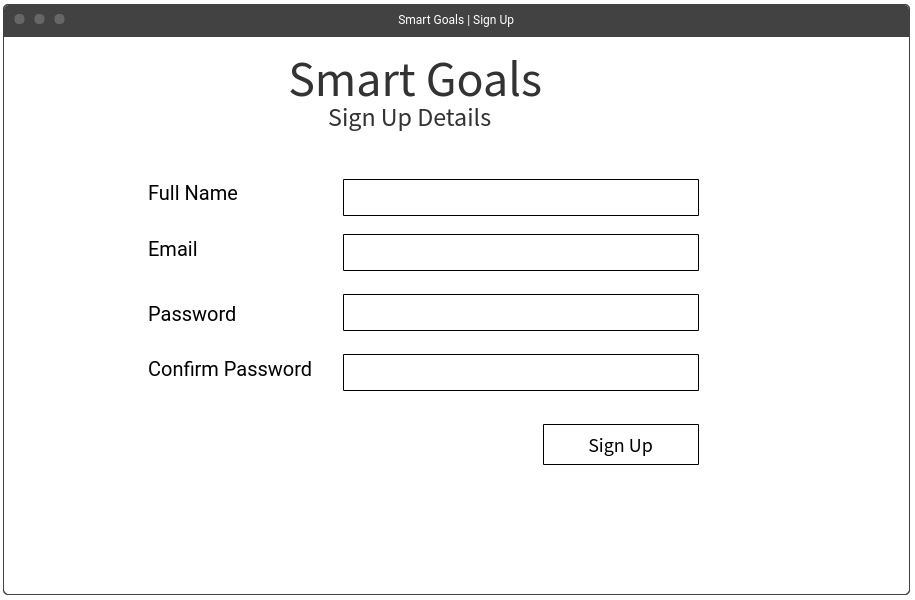 Smart Goals | Sign Up
Smart Goals
Sign Up Details
Full Name
Email
Password
Confirm Password
Sign Up